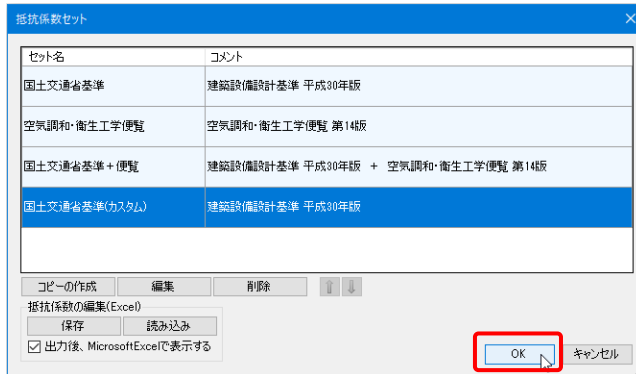 抵抗係数セット
セット名 コメント
国土交通省基準 建築設備設計基準 平成30年版
空気調和・衛生工学便覧 空気調和・衛生工学便覧 第14版
国土交通省基準＋便覧 建築設備設計基準 平成30年版 ＋ 空気調和・衛生工学便覧 第14版
国土交通省基準(カスタム) 建築設備設計基準 平成30年版
コピーの作成 編集 削除
抵抗係数の編集(Excel)
保存 読み込み
出力後、MicrosoftExcelで表示する
OK キャンセル